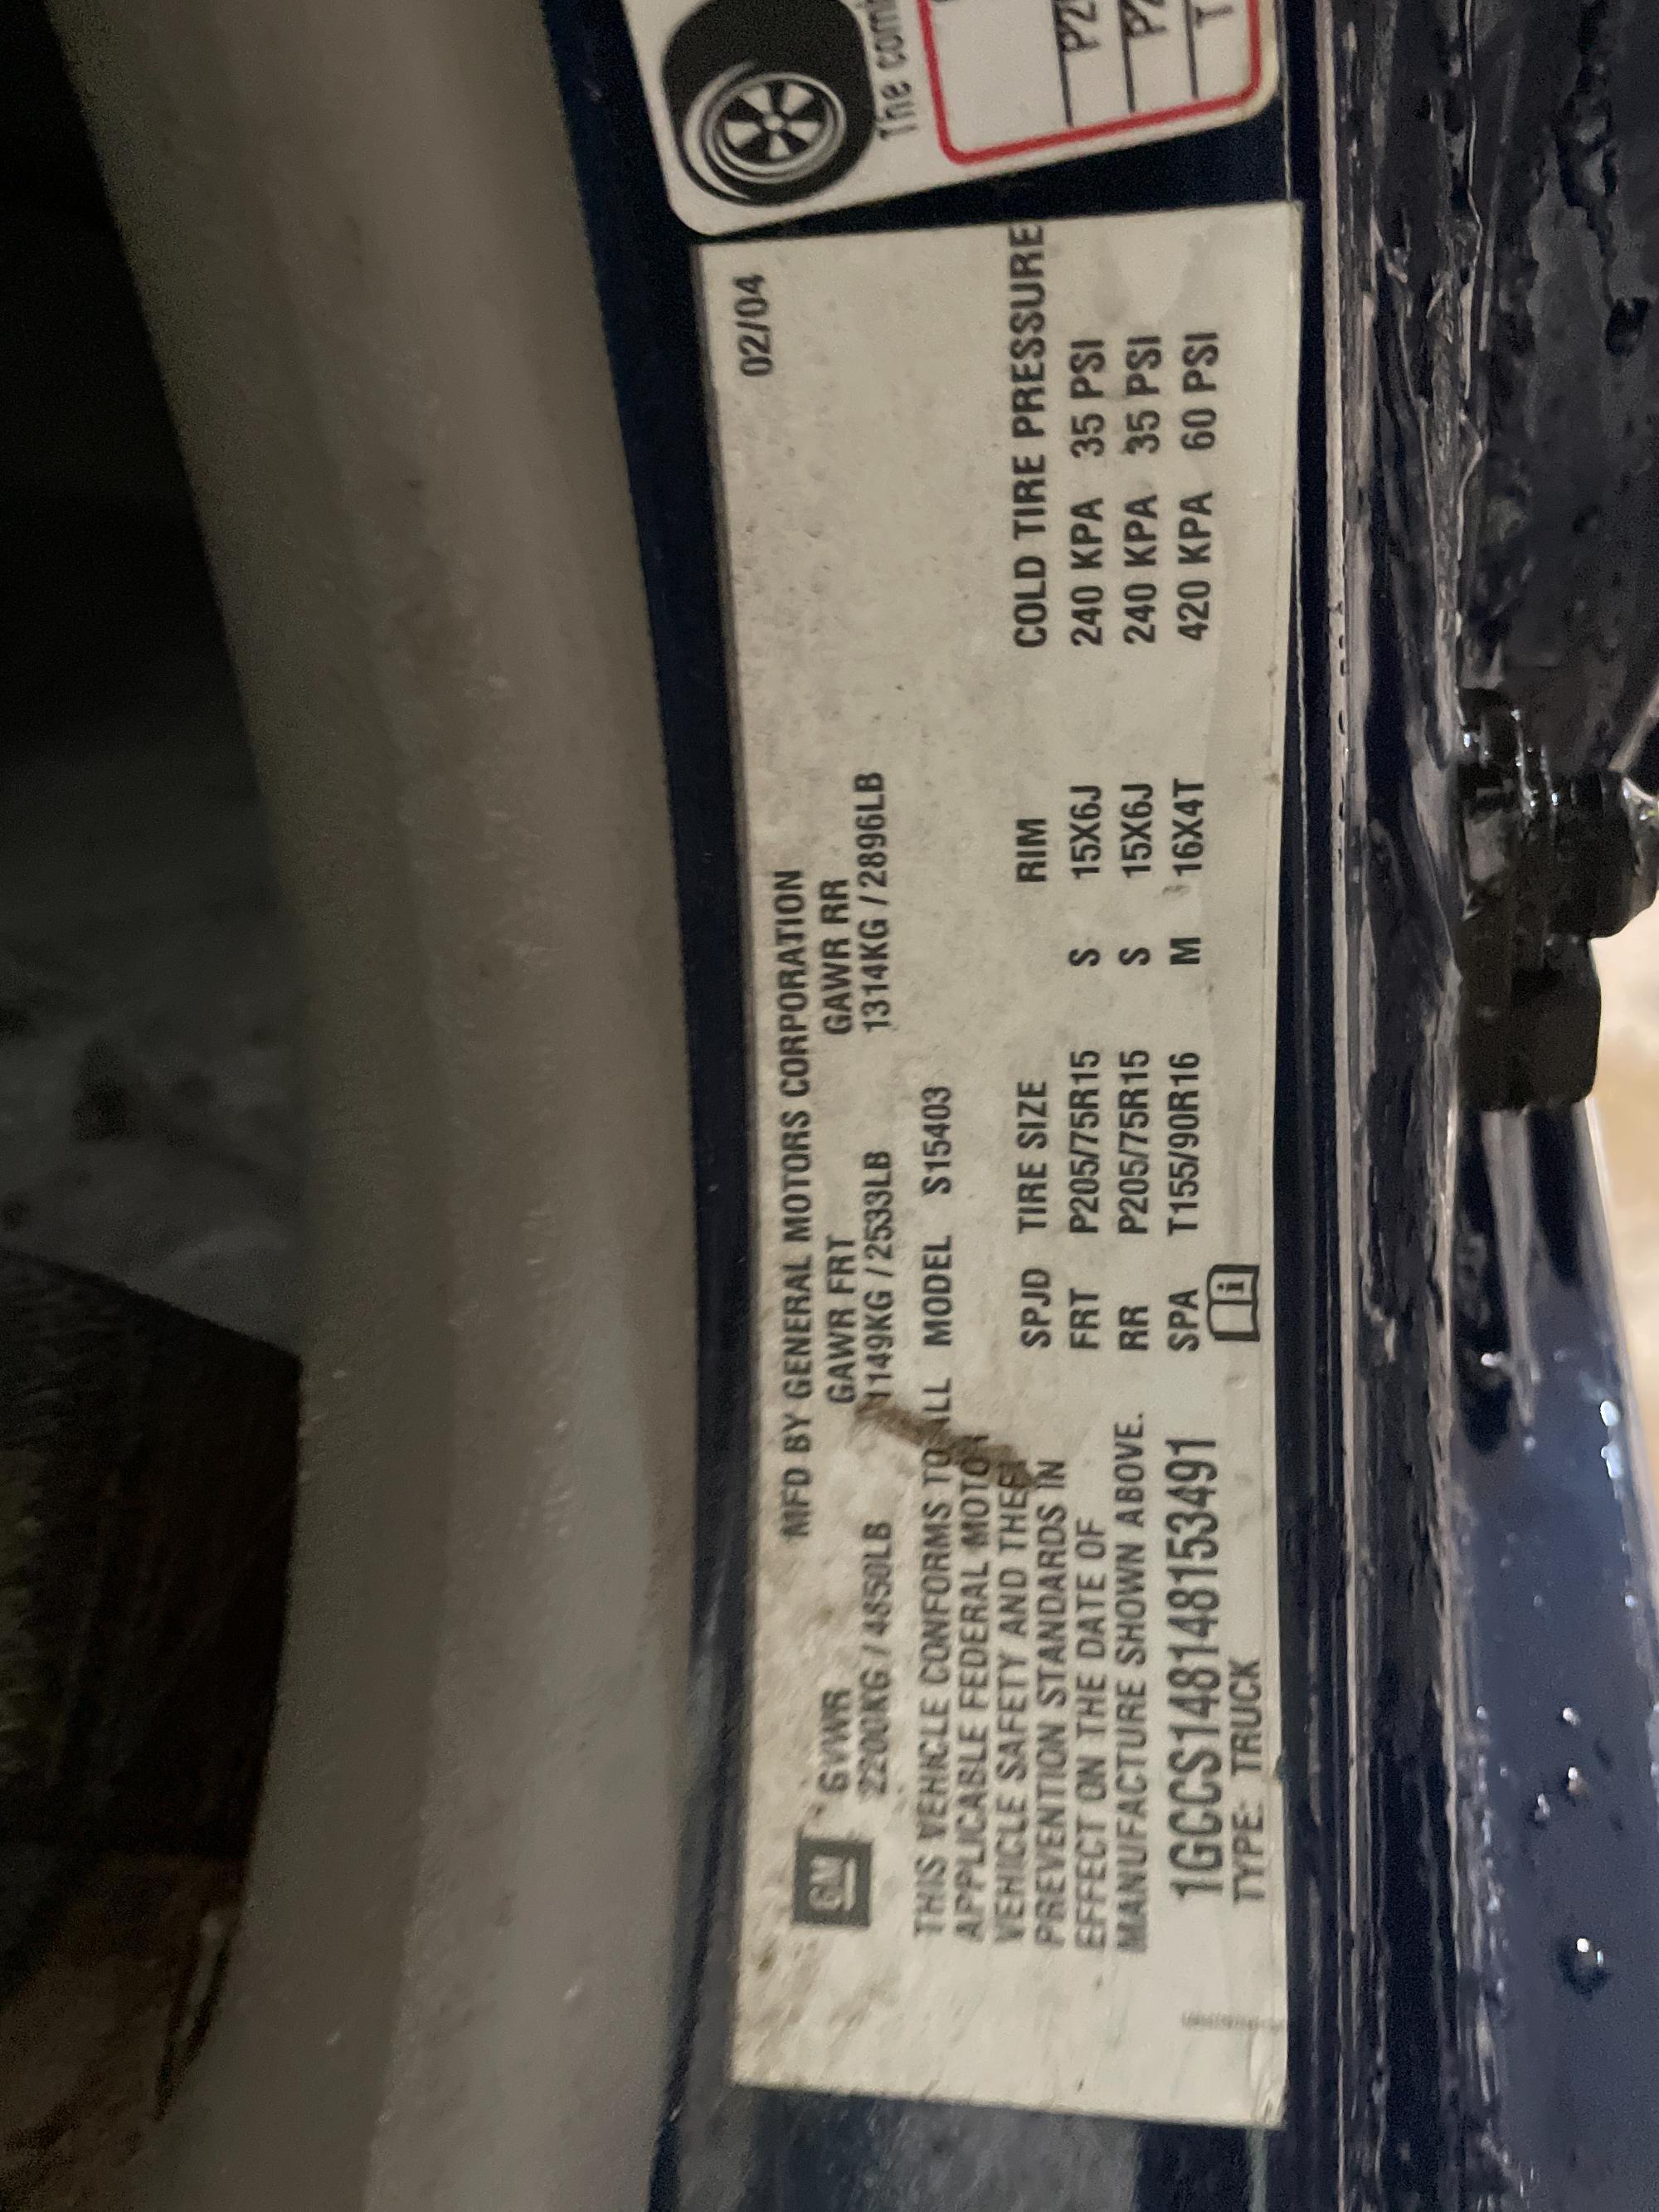 02/04
MFD BY GENERAL MOTORS CORPORATION
GM GVWR GAWR FRT GAWR RR
2200KG / 4850LB 1149KG / 2533LB 1314KG / 2896LB
THIS VEHICLE CONFORMS TO ALL MODEL S15403
APPLICABLE FEDERAL MOTOR
VEHICLE SAFETY AND THEFT
PREVENTION STANDARDS IN
EFFECT ON THE DATE OF
MANUFACTURE SHOWN ABOVE.
1GCCS148148153491
TYPE: TRUCK
SPJD TIRE SIZE RIM COLD TIRE PRESSURE
FRT P205/75R15 S 15X6J 240 KPA 35 PSI
RR P205/75R15 S 15X6J 240 KPA 35 PSI
SPA T155/90R16 M 16X4T 420 KPA 60 PSI
i
The